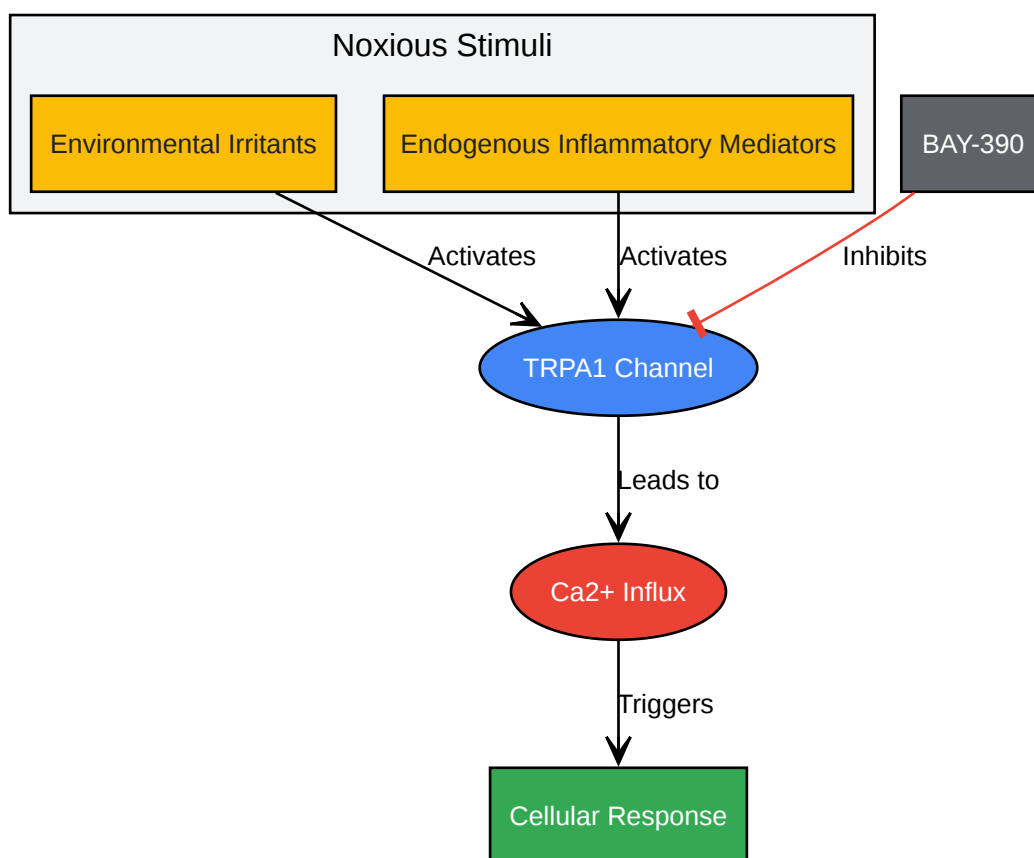 Noxious Stimuli
Environmental Irritants
Endogenous Inflammatory Mediators
BAY-390
Activates
Activates
Inhibits
TRPA1 Channel
Leads to
Ca2+ Influx
Triggers
Cellular Response